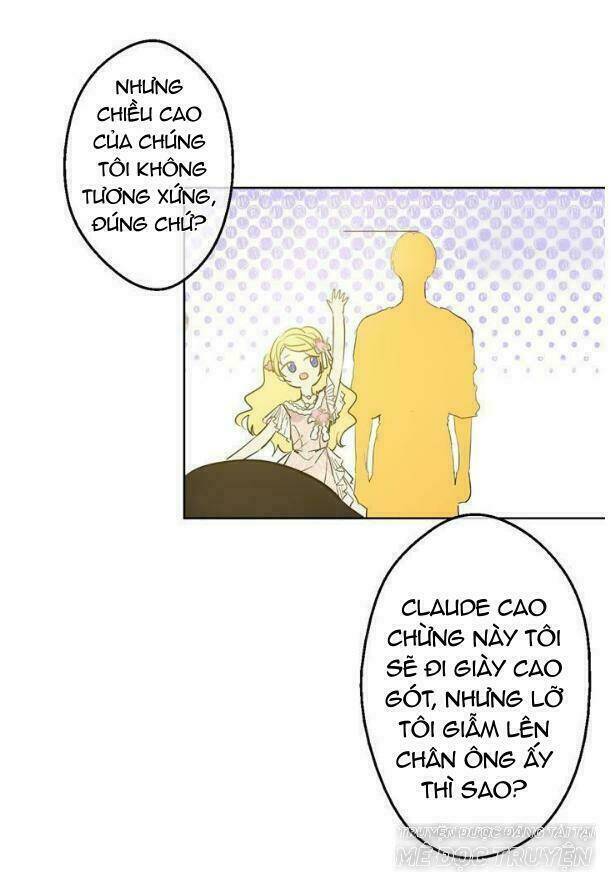 NHƯNG
CHIỀU CAO
CỦA CHÚNG
TÔI KHÔNG
TƯƠNG XỨNG,
ĐÚNG CHỨ?
CLAUDE CAO
CHỪNG NÀY TÔI
SẼ ĐI GIÀY CAO
GÓT, NHƯNG LỠ
TÔI GIẪM LÊN
CHÂN ÔNG ẤY
THÌ SAO?
TRUYỆN ĐƯỢC ĐĂNG TẢI TẠI
MÊ ĐỌC TRUYỆN